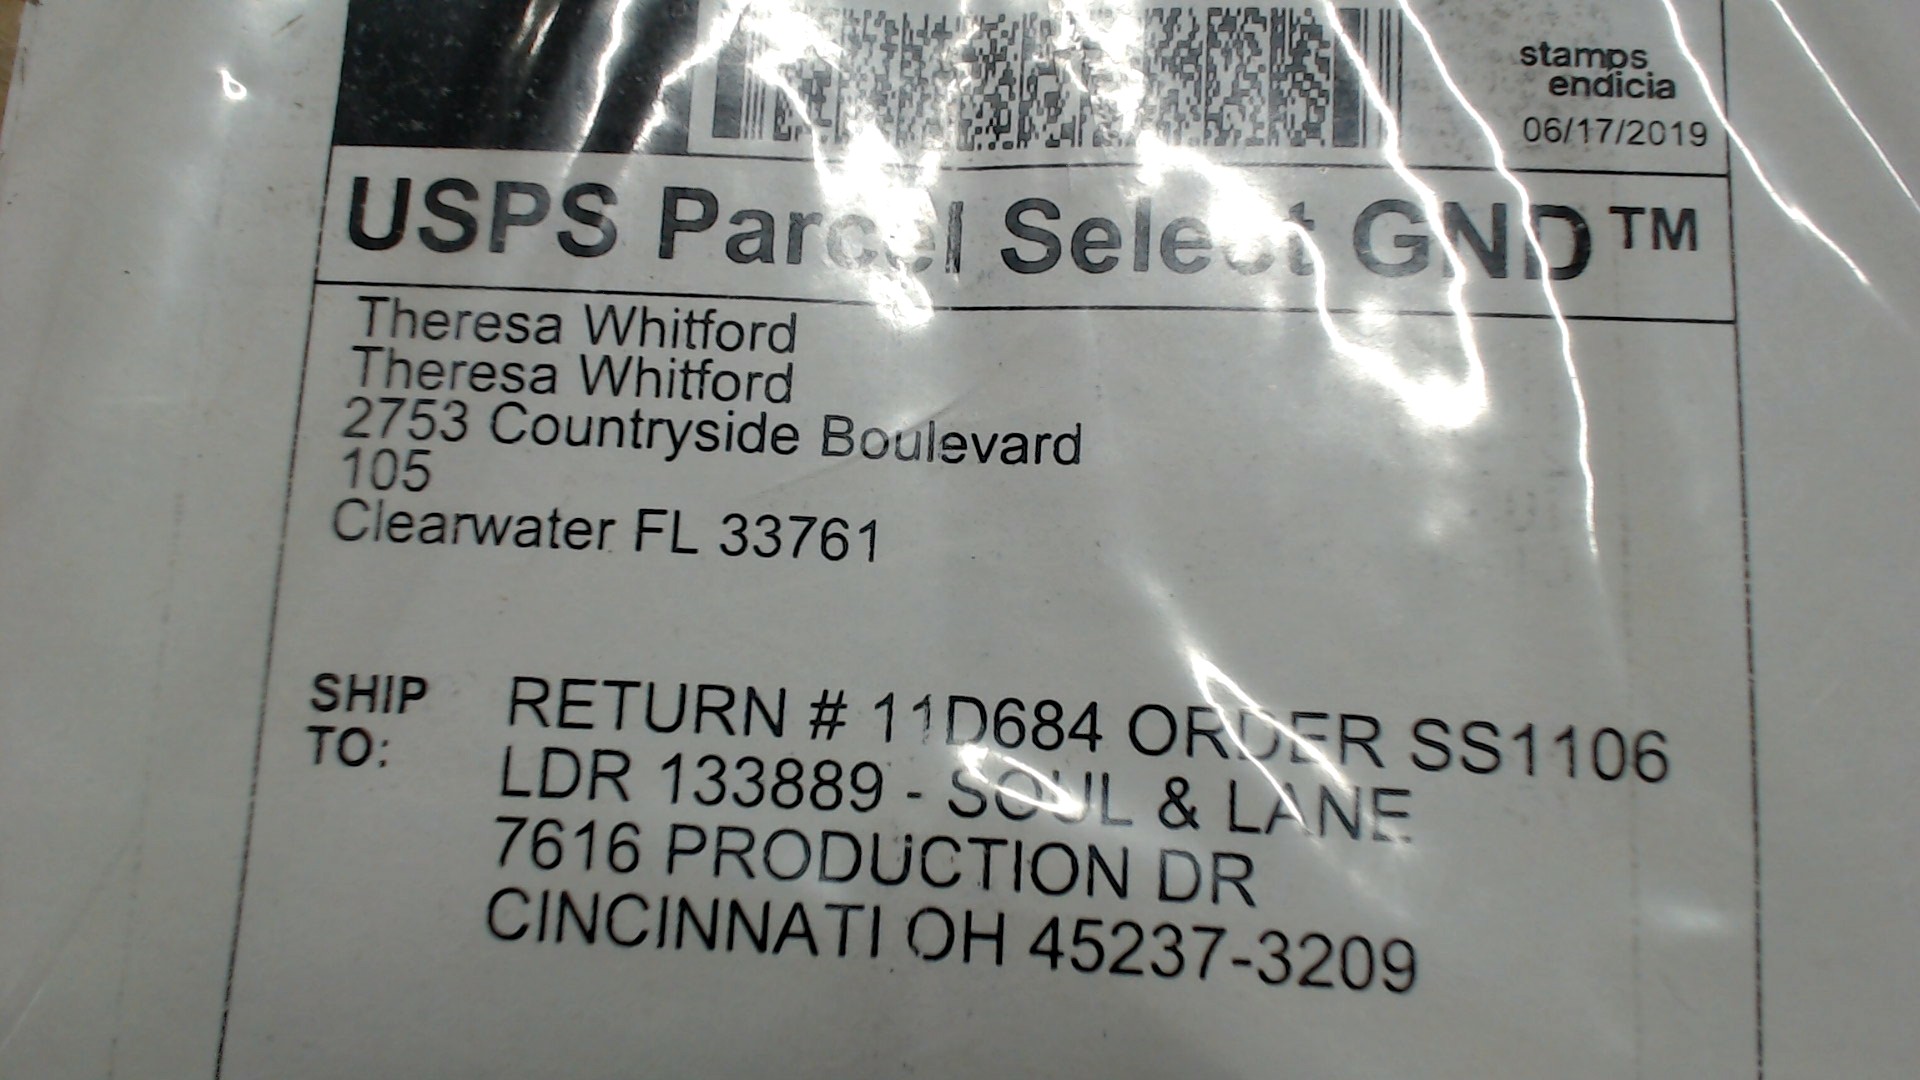 stamps
endicia
06/17/2019
USPS Parcel Select GND™
Theresa Whitford
Theresa Whitford
2753 Countryside Boulevard
105
Clearwater FL 33761
SHIP
TO:
RETURN # 11D684 ORDER SS1106
LDR 133889 - SOUL & LANE
7616 PRODUCTION DR
CINCINNATI OH 45237-3209